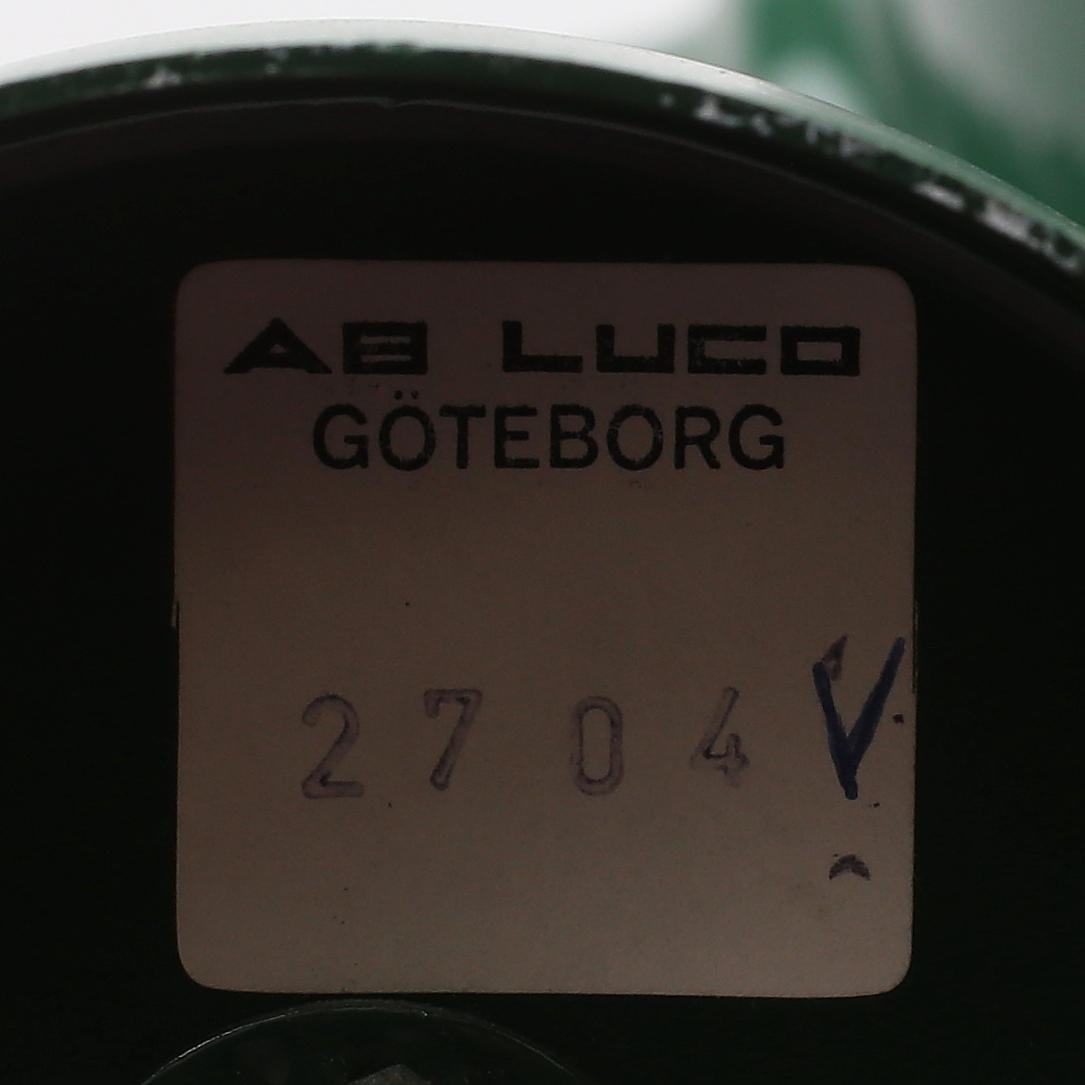 AB LUCO
GÖTEBORG
2704 V